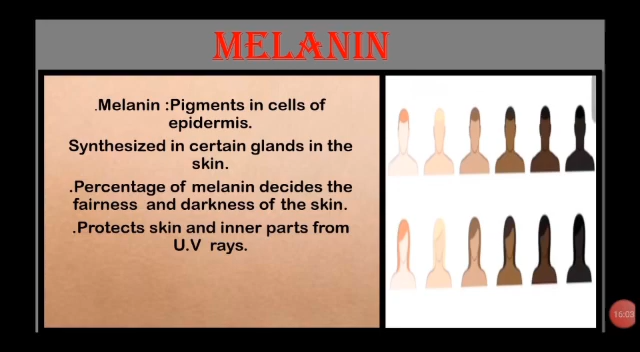 MELANIN
.Melanin :Pigments in cells of
epidermis.
Synthesized in certain glands in the
skin.
.Percentage of melanin decides the
fairness and darkness of the skin.
.Protects skin and inner parts from
U.V rays.
16:03